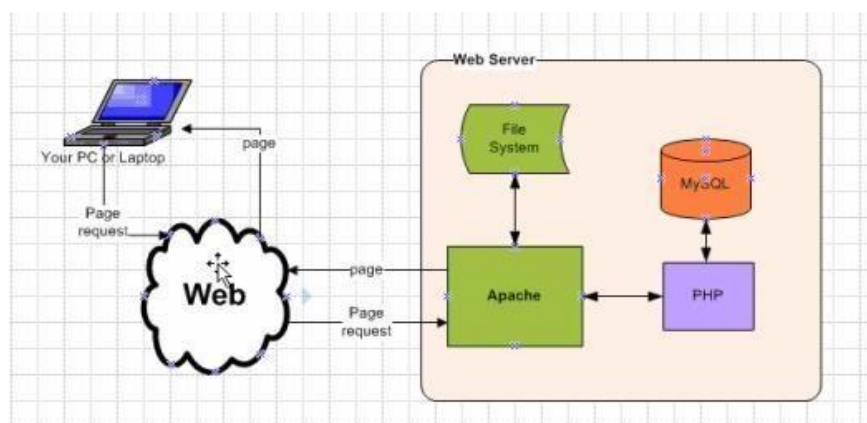 Web Server
File
System
page
Your PC or Laptop
MySQL
Page
request
page
Web
Apache
PHP
Page
request